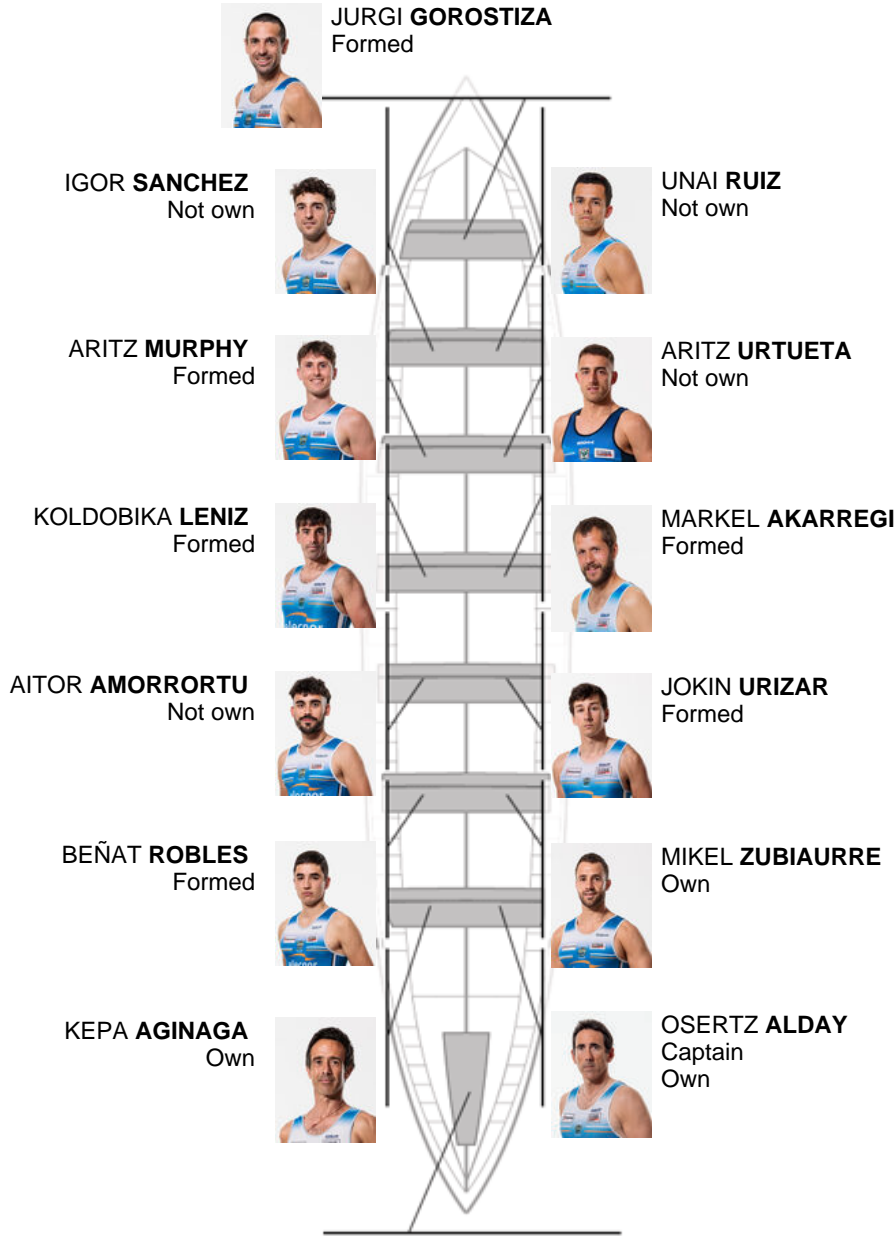 JURGI GOROSTIZA
Formed
IGOR SANCHEZ
Not own
UNAI RUIZ
Not own
ARITZ MURPHY
Formed
ARITZ URTUETA
Not own
KOLDOBIKA LENIZ
Formed
MARKEL AKARREGI
Formed
AITOR AMORRORTU
Not own
JOKIN URIZAR
Formed
BEÑAT ROBLES
Formed
MIKEL ZUBIAURRE
Own
KEPA AGINAGA
Own
OSERTZ ALDAY
Captain
Own